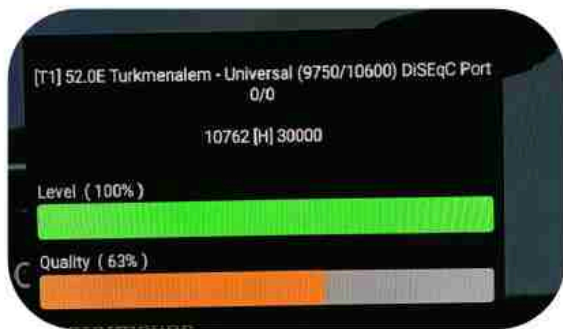 [T1] 52.0E Turkmenalem - Universal (9750/10600) DiSEqC Port
0/0
10762 [H] 30000
Level ( 100% )
Quality ( 63% )